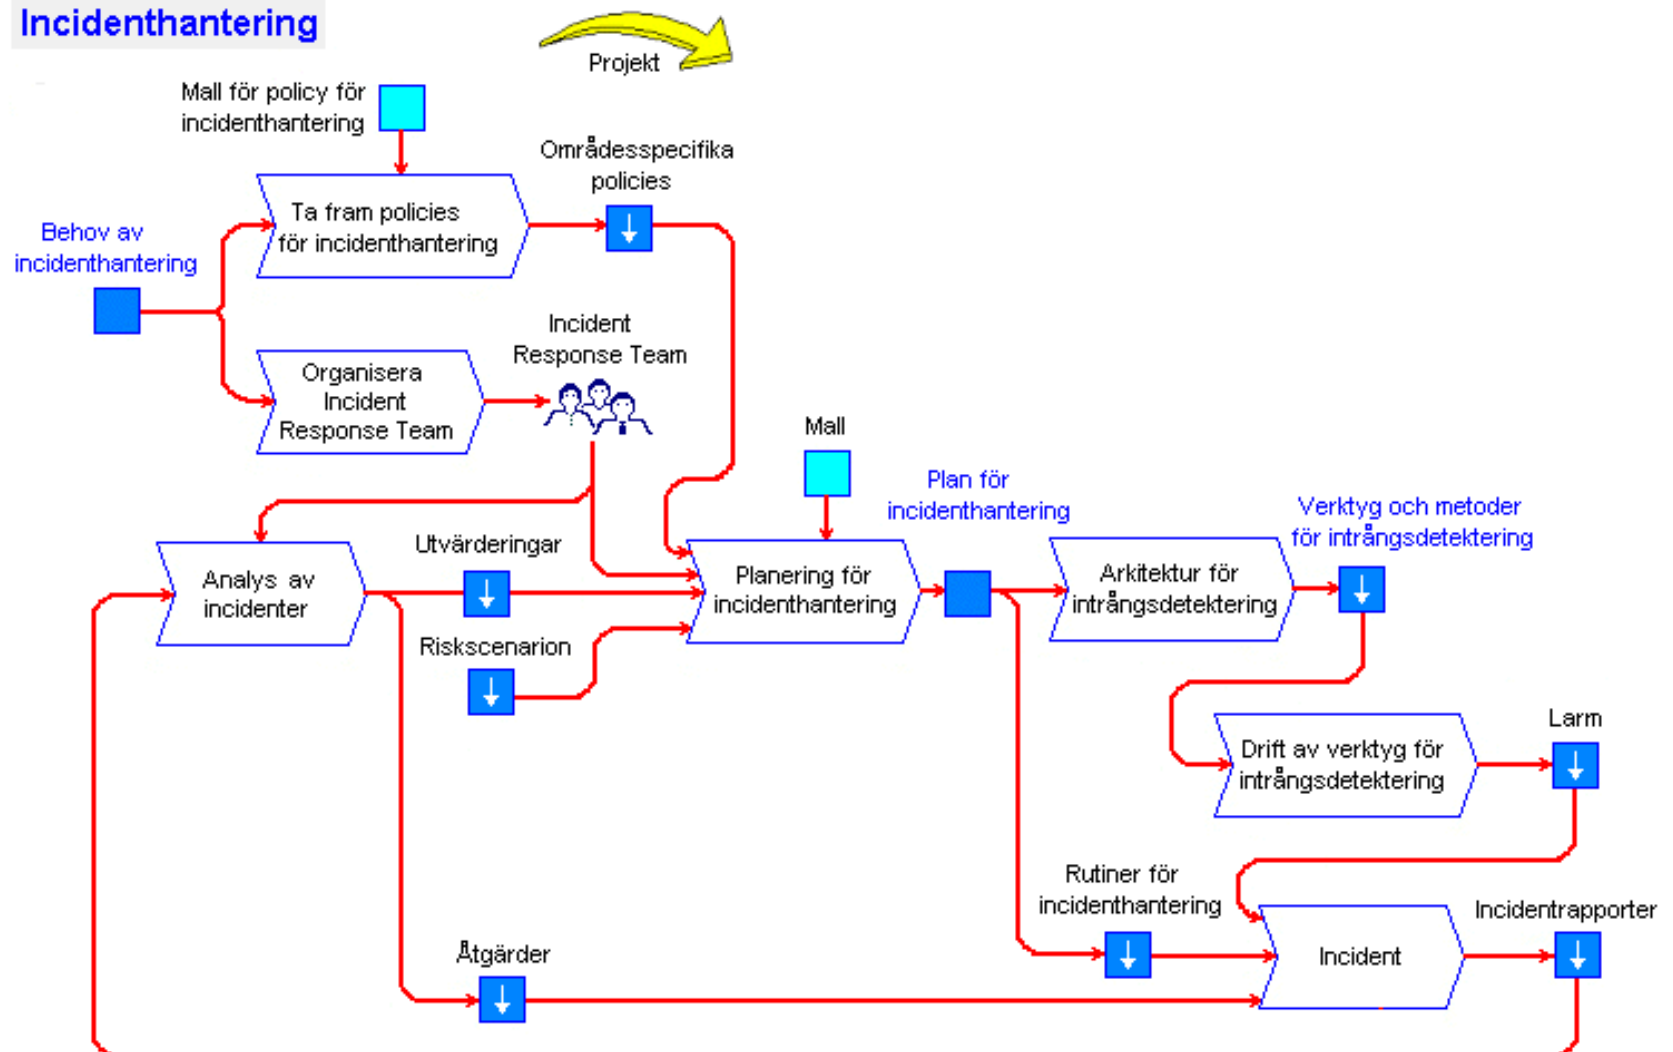 Incidenthantering
Projekt
Mall för policy för
incidenthantering
Områdesspecifika
policies
Ta fram policies
för incidenthantering
Behov av
incidenthantering
Incident
Response Team
Organisera
Incident
Response Team
Mall
Plan för
incidenthantering
Verktyg och metoder
för intrångsdetektering
Utvärderingar
Analys av
incidenter
Planering för
incidenthantering
Arkitektur för
intrångsdetektering
Riskscenarion
Larm
Drift av verktyg för
intrångsdetektering
Rutiner för
incidenthantering
Incidentrapporter
Åtgärder
Incident